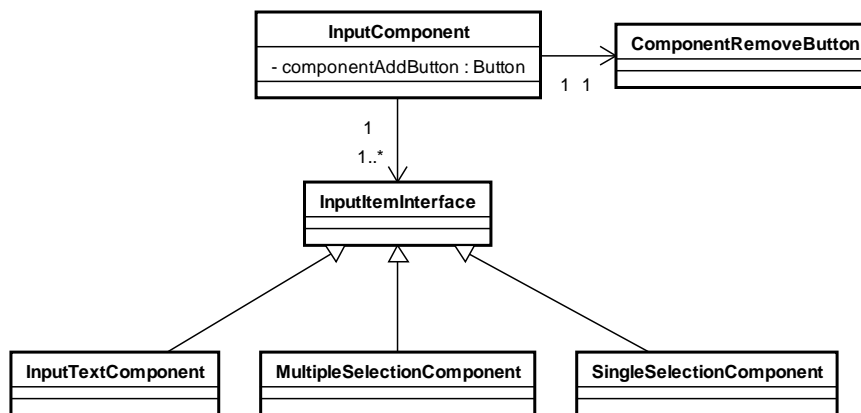 InputComponent
- componentAddButton : Button
ComponentRemoveButton
1 1
1
1..*
InputItemInterface
InputTextComponent
MultipleSelectionComponent
SingleSelectionComponent